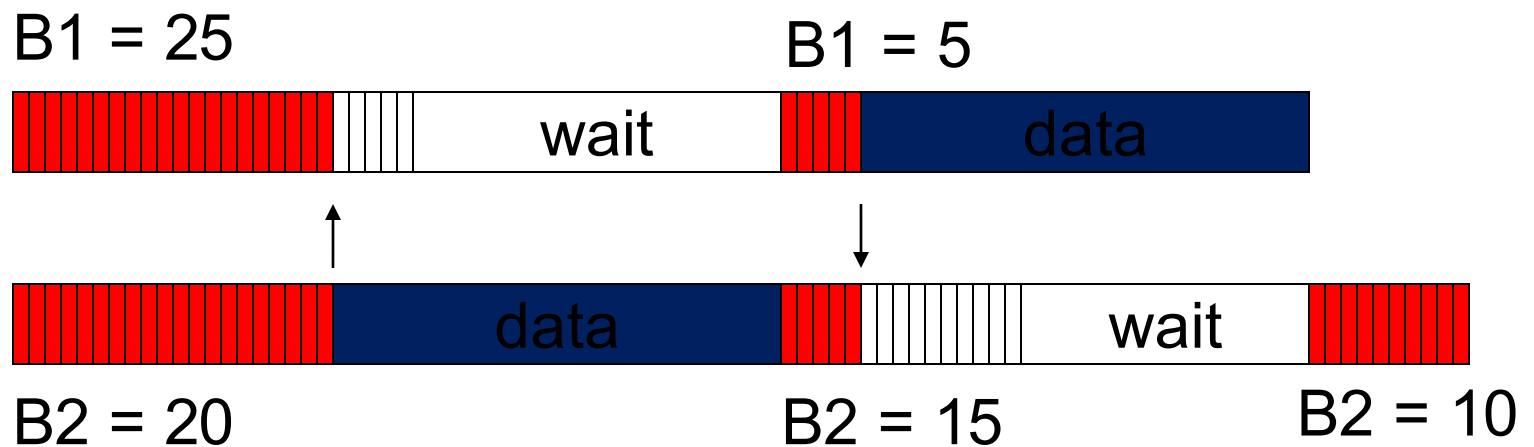 B1 = 25
B1 = 5
wait
data
data
wait
B2 = 20
B2 = 15
B2 = 10